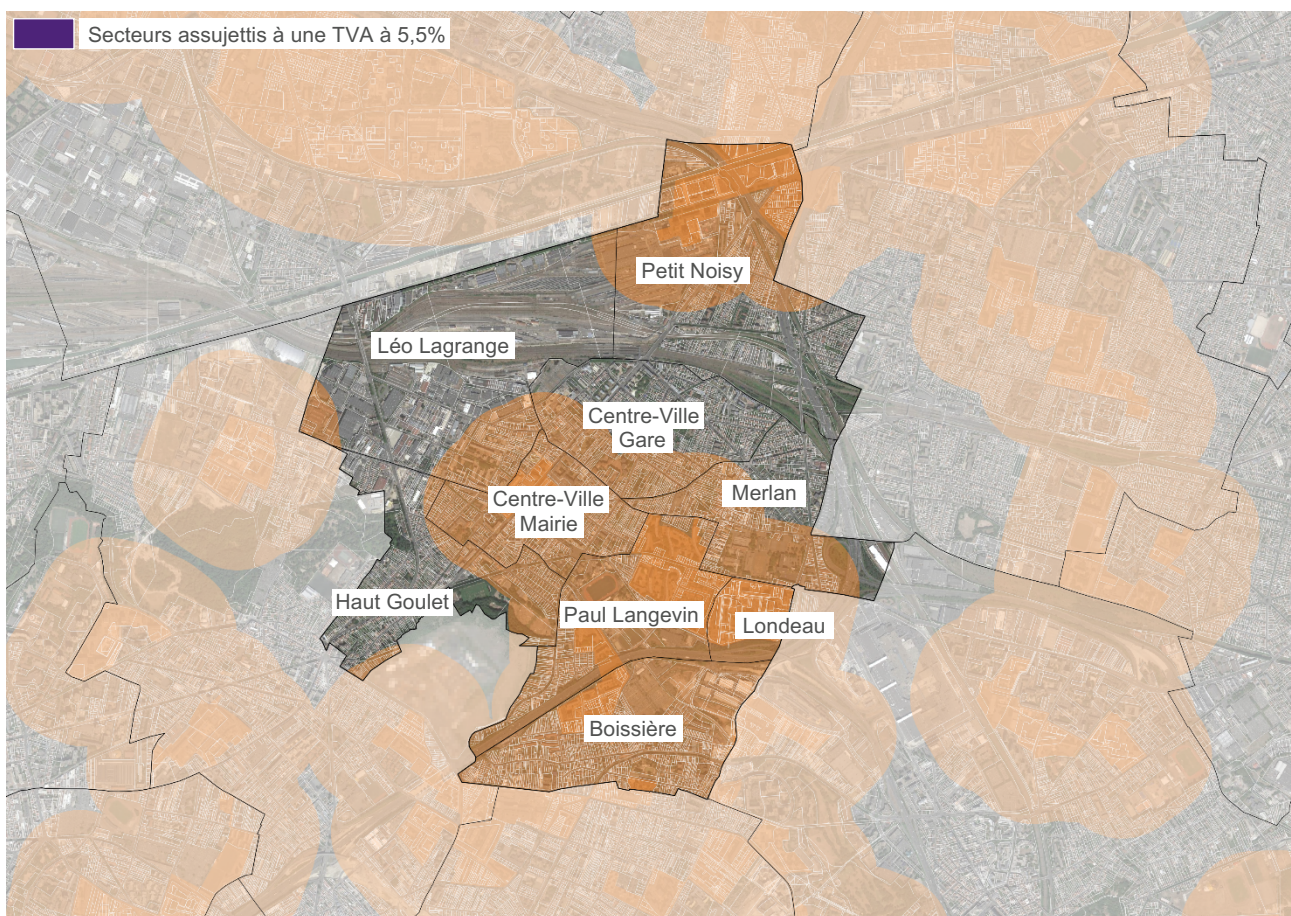 Secteurs assujettis à une TVA à 5,5%
Petit Noisy
Léo Lagrange
Centre-Ville
Gare
Merlan
Centre-Ville
Mairie
Haut Goulet
Paul Langevin
Londeau
Boissière